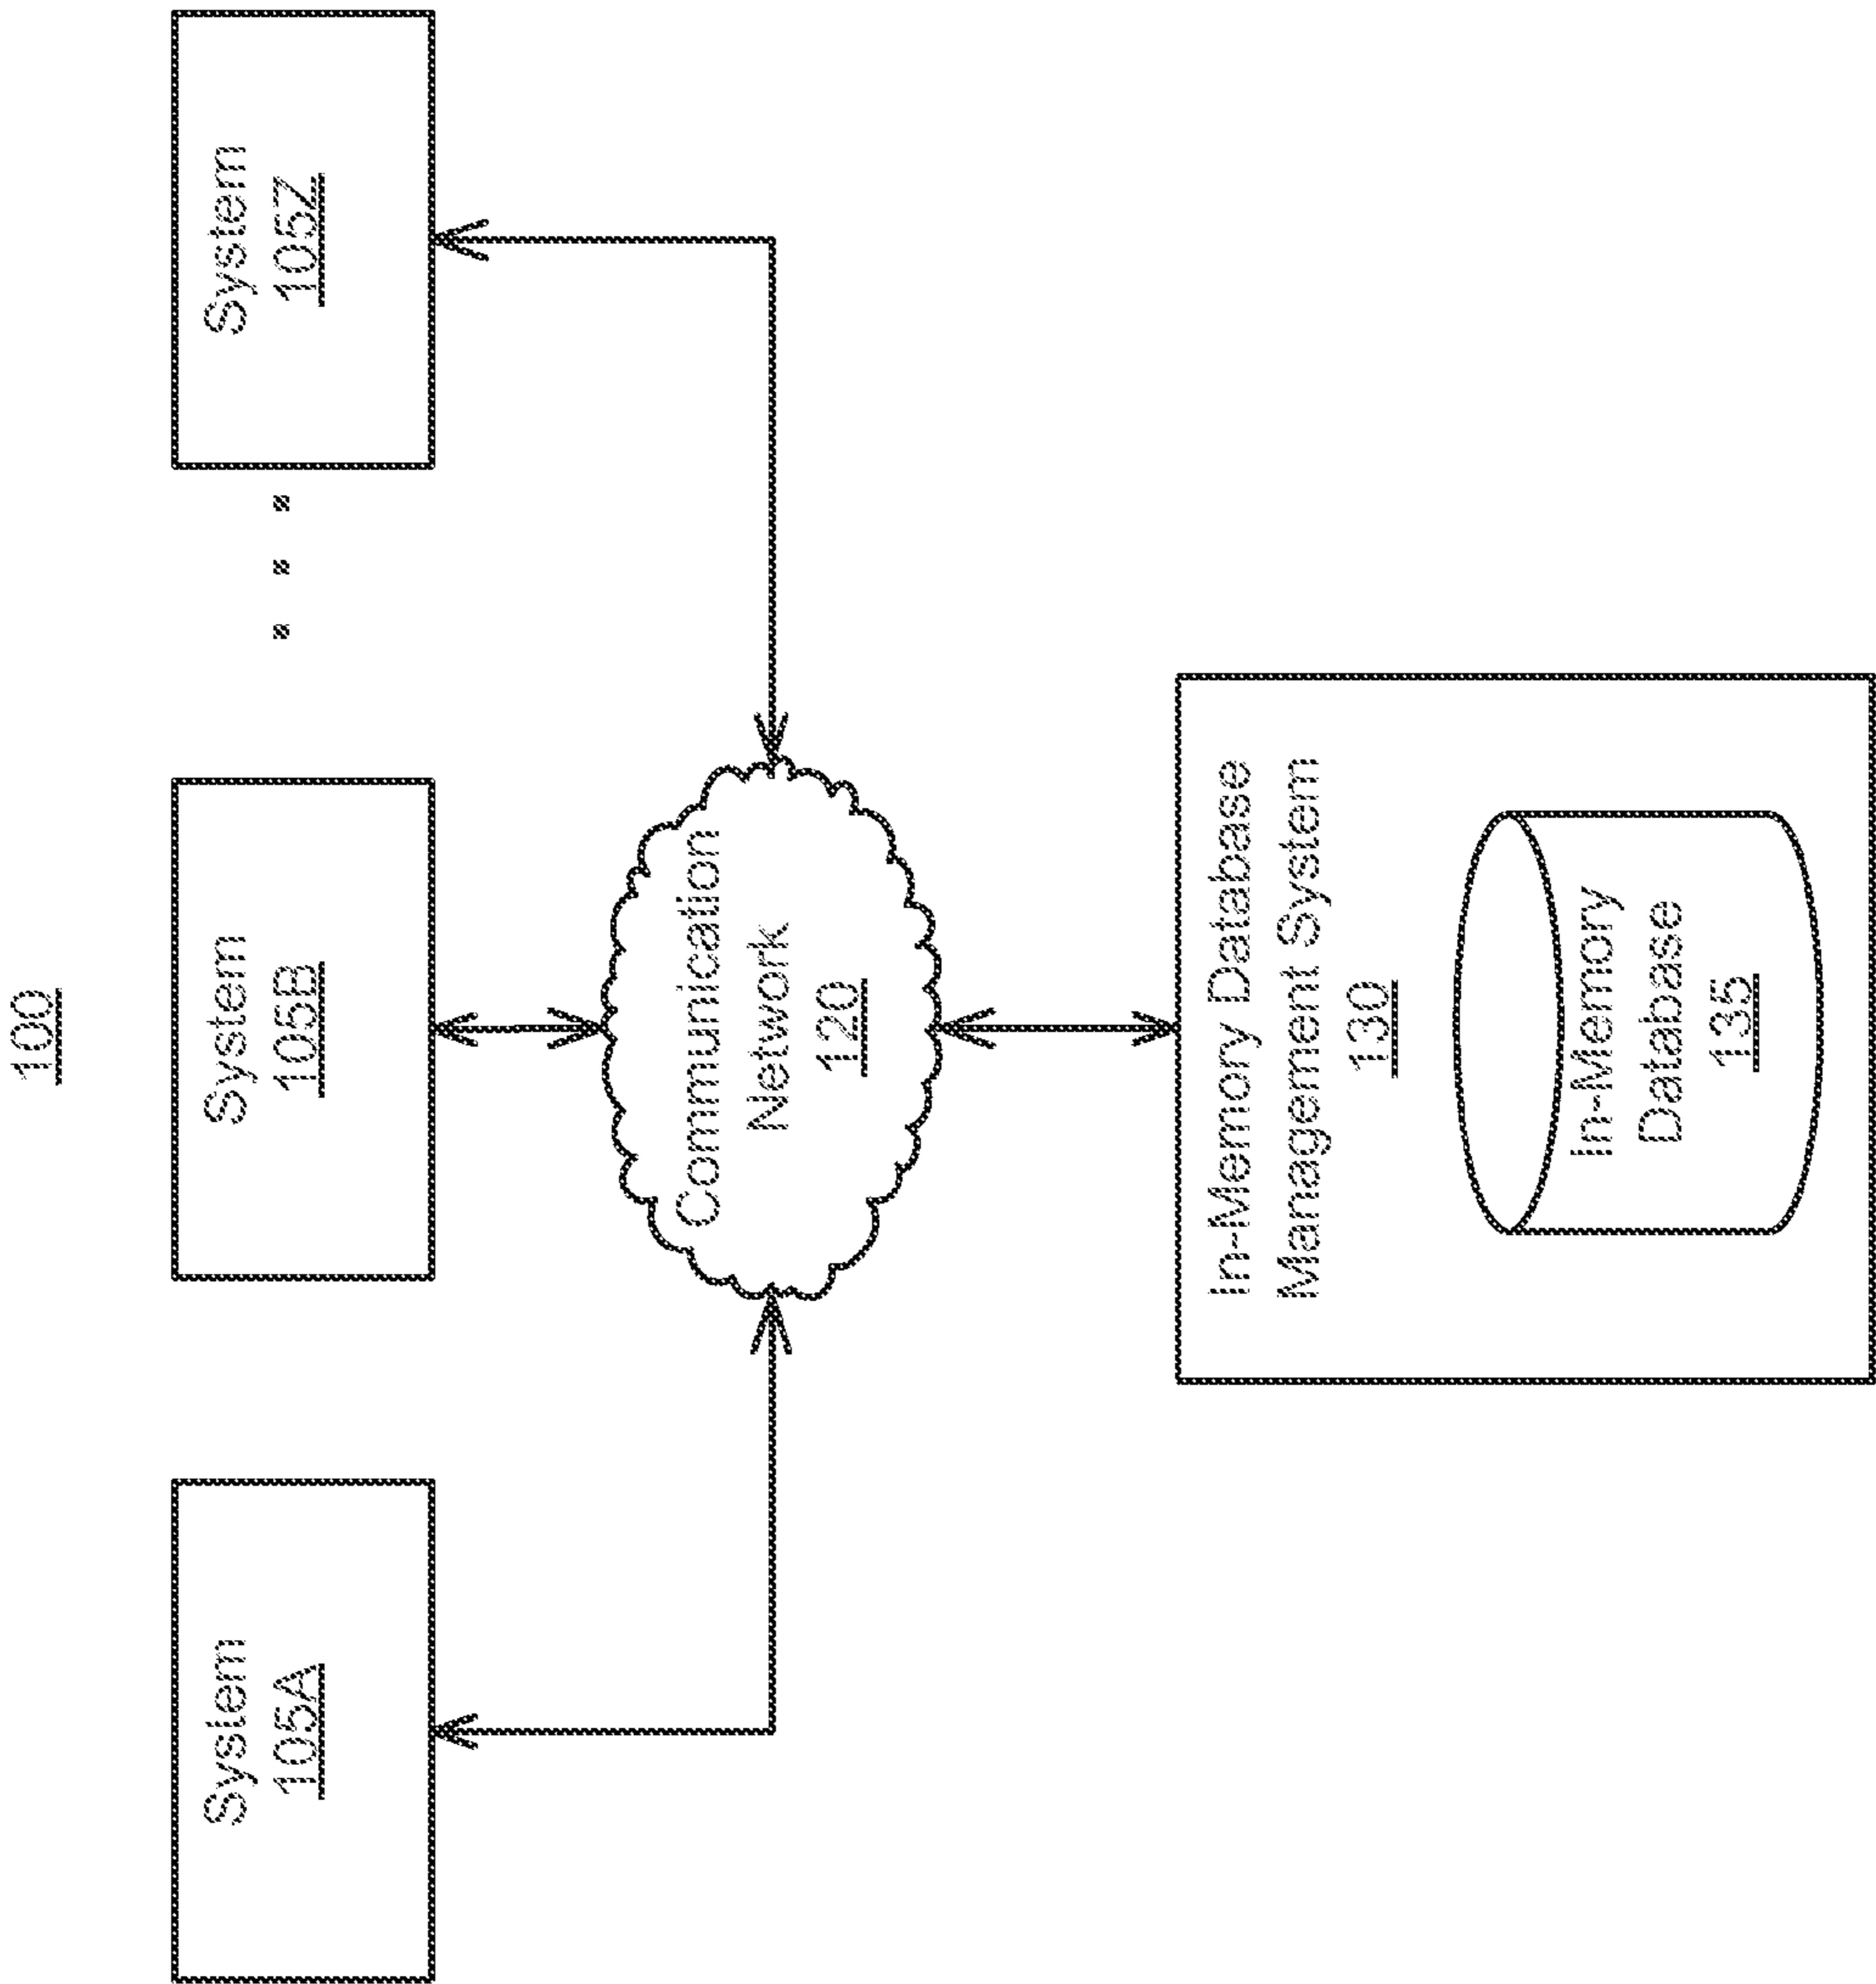 100
System
105A
System
105B
. . .
System
105Z
Communication
Network
120
In-Memory Database
Management System
130
In-Memory
Database
135